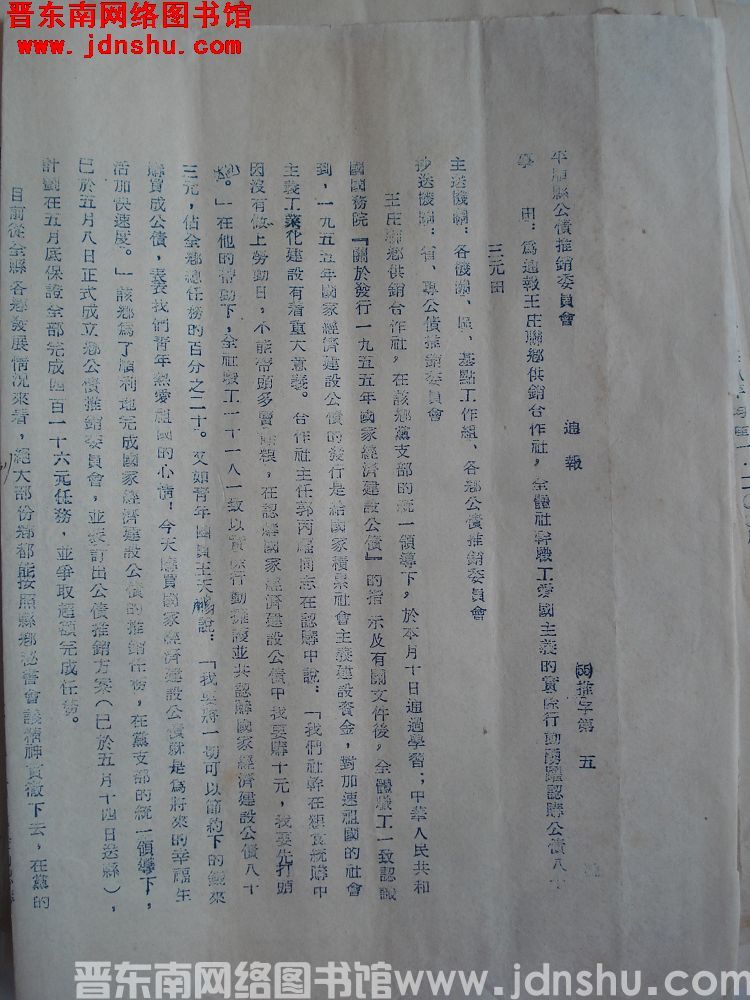 晋东南网络图书馆
www.jdnshu.com
平順縣公債推銷委員會
通報
推字第五
事由：為通報王庄聯鄉供銷合作社，全體社幹職工愛國主義的實际行動踴躍認購公債八十
三元由
主送機關：各機關、區、基點工作組、各鄉公債推銷委員會
抄送機關：省、專公債推銷委員會
王庄聯鄉供銷合作社，在該鄉黨支部的統一領導下，於本月十日通過學習；中華人民共和
國國務院『關於發行一九五五年國家經濟建設公債』的指示及有關文件後，全體職工一致認識
到，一九五五年國家經濟建設公債的發行是給國家積累社會主義建設資金，對加速祖國的社會
主義工業化建設有着重大意義。合作社主任郭丙 同志在認購中說：「我們社幹在粮食統購中
因沒有做上勞動日，不能帶頭多賣餘粮，在認購國家經濟建設公債中我要購十元，我要先打頭
炮。」在他的帮动下，全社職工一十一人一致以實际行動擁護並共認購國家經濟建設公債八十
三元，佔全鄉總任務的百分之二十。又如青年團員王天 說：「我要將一切可以節約下的錢來
購買成公債，表美我們青年熱愛祖國的心情！今天購買國家經濟建設公債就是為將來的幸福生
活加快速度。」該鄉為了順利地完成國家經濟建設公債的推銷任務，在黨支部的統一領導下，
已於五月八日正式成立鄉公債推銷委員會，並製訂出公債推銷方案（已於五月十四日送縣），
計劃在五月底保證全部完成四百一十六元任務，並爭取超額完成任務。
目前從全縣各鄉發展情況來看，絕大部份鄉都能按照縣鄉秘書會議精神貫徹下去，在黨的
晋东南网络图书馆www.jdnshu.com